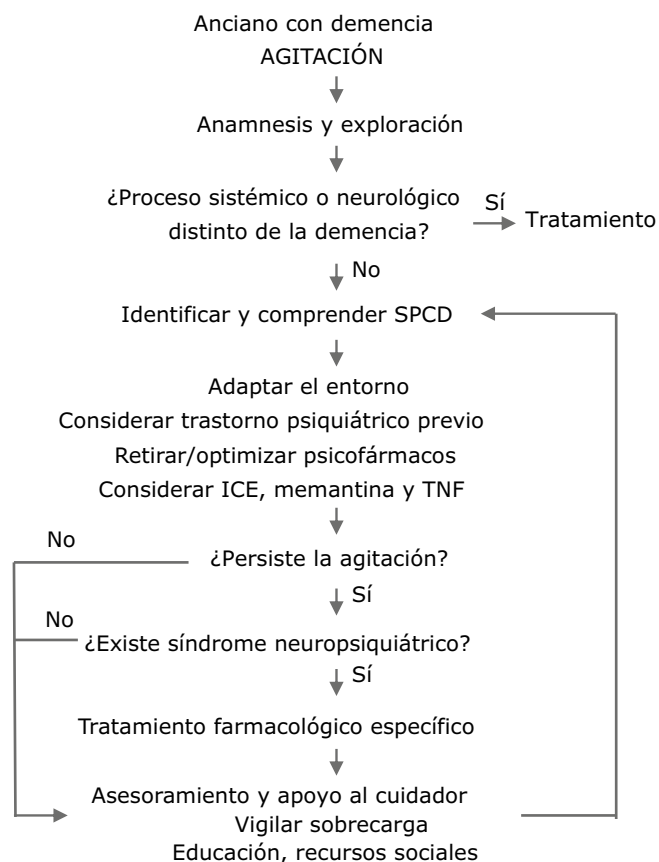 Anciano con demencia
AGITACIÓN
Anamnesis y exploración
¿Proceso sistémico o neurológico
distinto de la demencia?
Sí
Tratamiento
No
Identificar y comprender SPCD
Adaptar el entorno
Considerar trastorno psiquiátrico previo
Retirar/optimizar psicofármacos
Considerar ICE, memantina y TNF
No
¿Persiste la agitación?
Sí
No
¿Existe síndrome neuropsiquiátrico?
Sí
Tratamiento farmacológico específico
Asesoramiento y apoyo al cuidador
Vigilar sobrecarga
Educación, recursos sociales